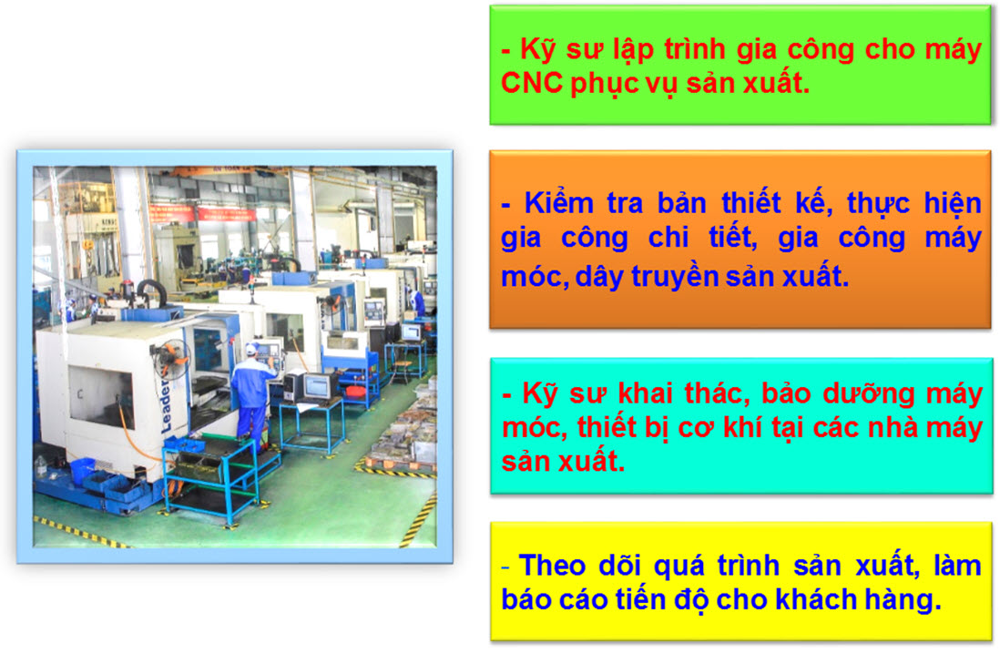 - Kỹ sư lập trình gia công cho máy
CNC phục vụ sản xuất.
- Kiểm tra bản thiết kế, thực hiện
gia công chi tiết, gia công máy
móc, dây truyền sản xuất.
- Kỹ sư khai thác, bảo dưỡng máy
móc, thiết bị cơ khí tại các nhà máy
sản xuất.
- Theo dõi quá trình sản xuất, làm
báo cáo tiến độ cho khách hàng.
Leader